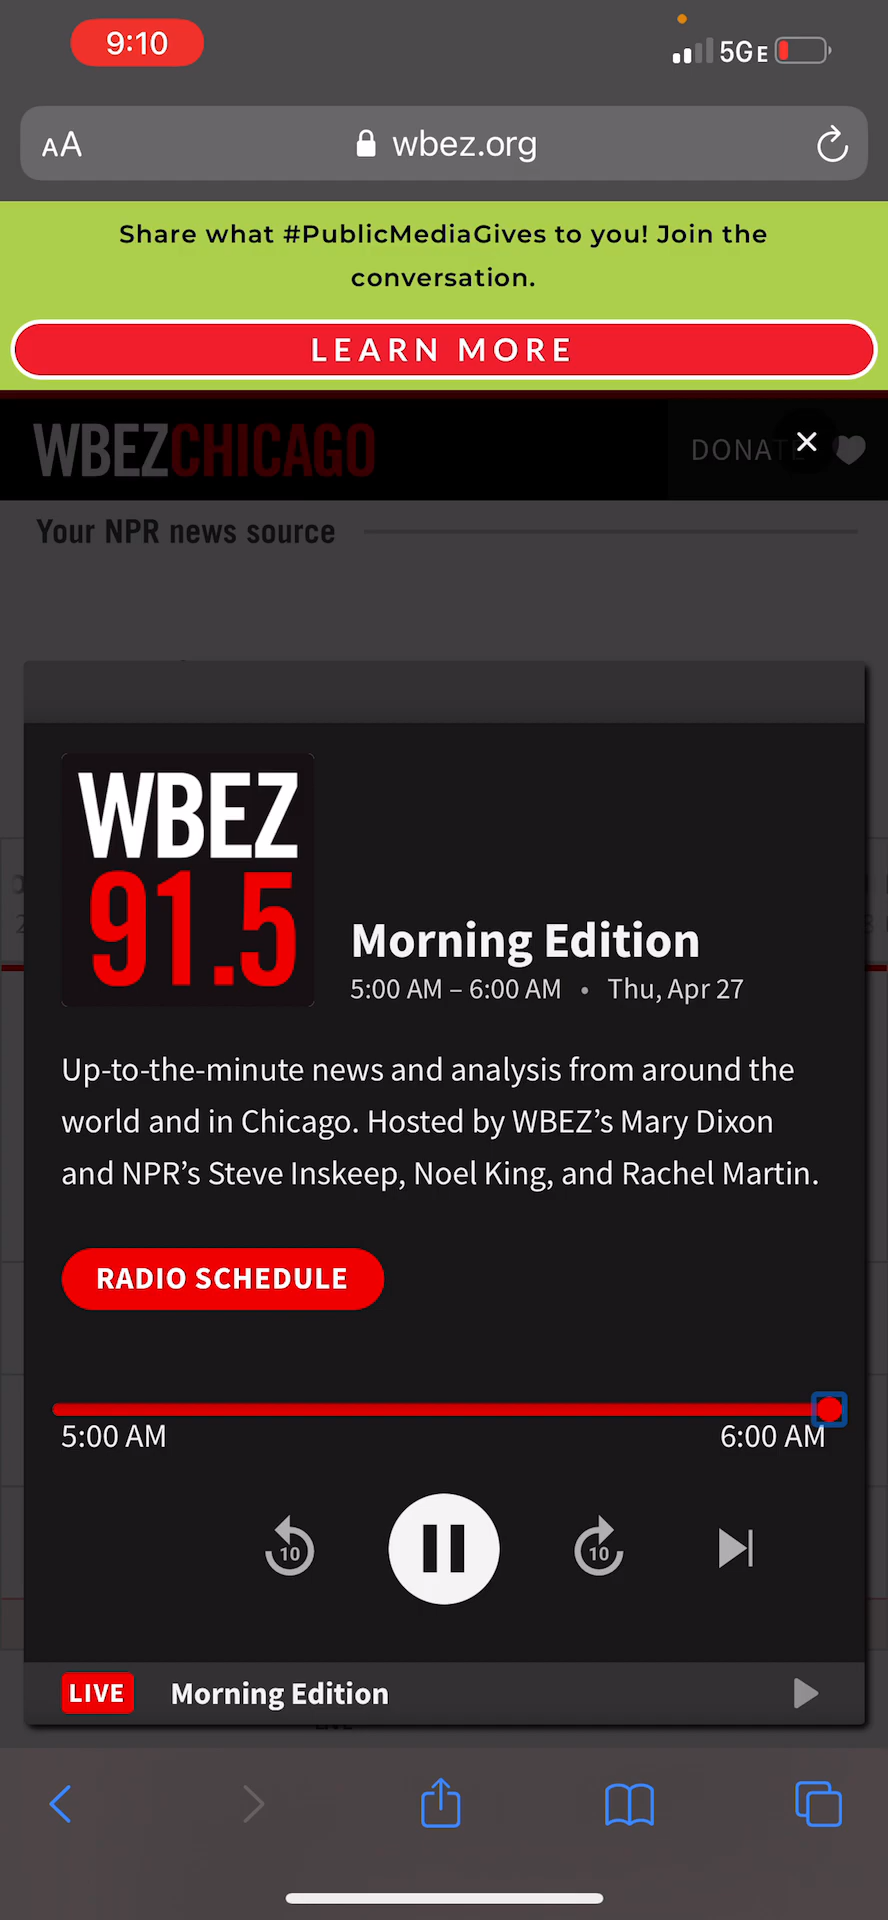 9:10
5GE
AA
wbez.org
Share what #PublicMediaGives to you! Join the
conversation.
LEARN MORE
WBEZCHICAGO
DONATE
Your NPR news source
WBEZ
91.5
Morning Edition
5:00 AM – 6:00 AM • Thu, Apr 27
Up-to-the-minute news and analysis from around the
world and in Chicago. Hosted by WBEZ’s Mary Dixon
and NPR’s Steve Inskeep, Noel King, and Rachel Martin.
RADIO SCHEDULE
5:00 AM
6:00 AM
10
10
LIVE
Morning Edition